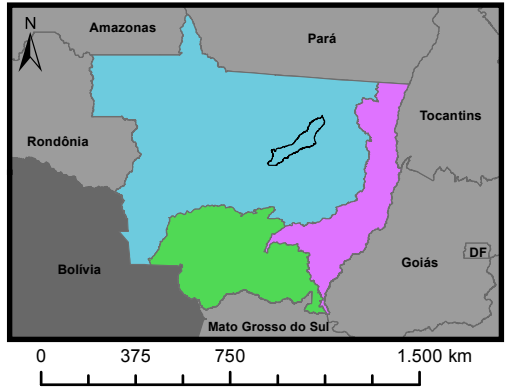 N
Amazonas
Pará
Tocantins
Rondônia
Bolívia
Goiás
DF
Mato Grosso do Sul
0 375 750 1.500 km